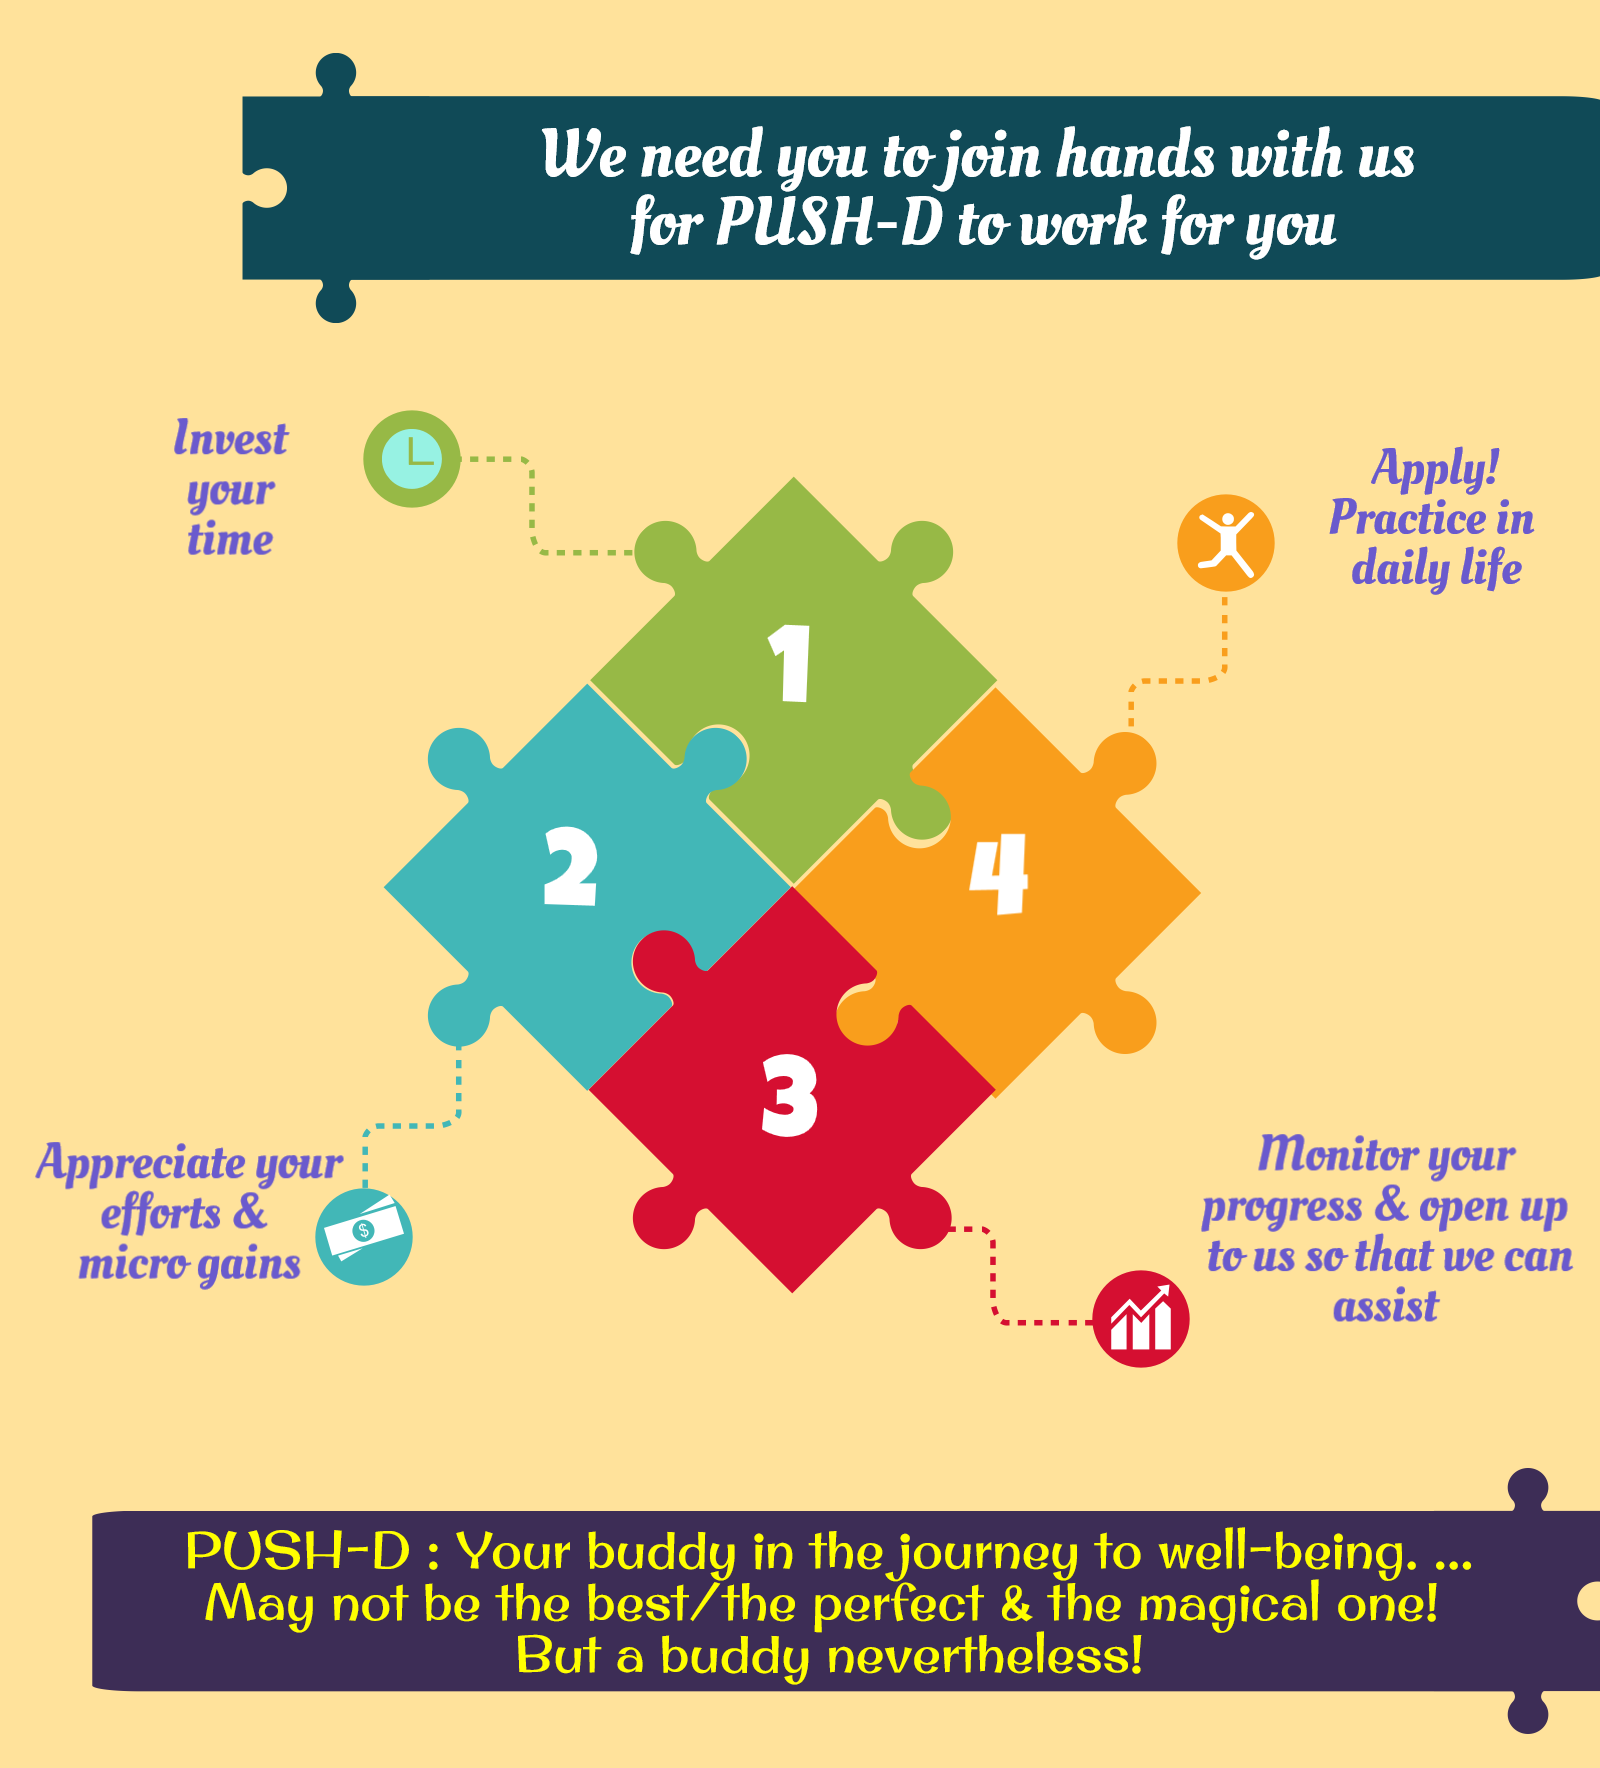 We need you to join hands with us
for PUSH-D to work for you
Invest
your
time
Apply!
Practice in
daily life
1
2
4
3
Appreciate your
efforts &
micro gains
$
Monitor your
progress & open up
to us so that we can
assist
PUSH-D : Your buddy in the journey to well-being. ...
May not be the best/the perfect & the magical one!
But a buddy nevertheless!